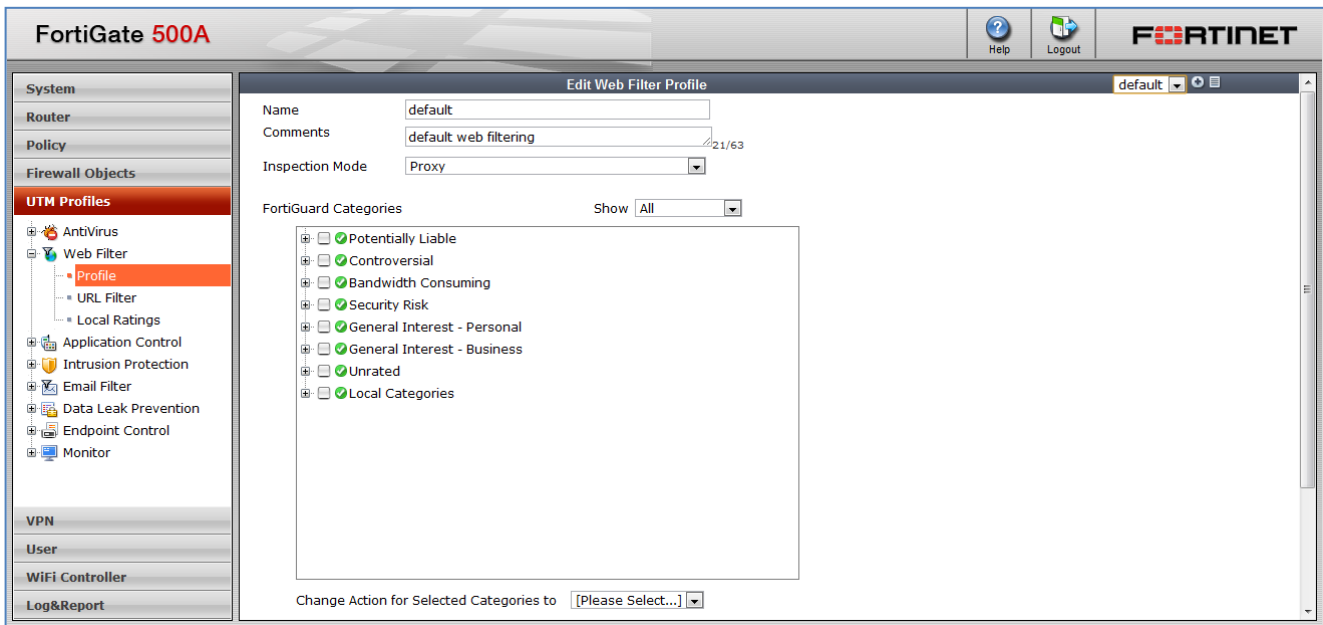 FortiGate 500A
Help
Logout
FORTINET
System
Router
Policy
Firewall Objects
UTM Profiles
AntiVirus
Web Filter
Profile
URL Filter
Local Ratings
Application Control
Intrusion Protection
Email Filter
Data Leak Prevention
Endpoint Control
Monitor
VPN
User
WiFi Controller
Log&Report
Edit Web Filter Profile
default
Name default
Comments default web filtering 21/63
Inspection Mode Proxy
FortiGuard Categories Show All
Potentially Liable
Controversial
Bandwidth Consuming
Security Risk
General Interest - Personal
General Interest - Business
Unrated
Local Categories
Change Action for Selected Categories to [Please Select...]